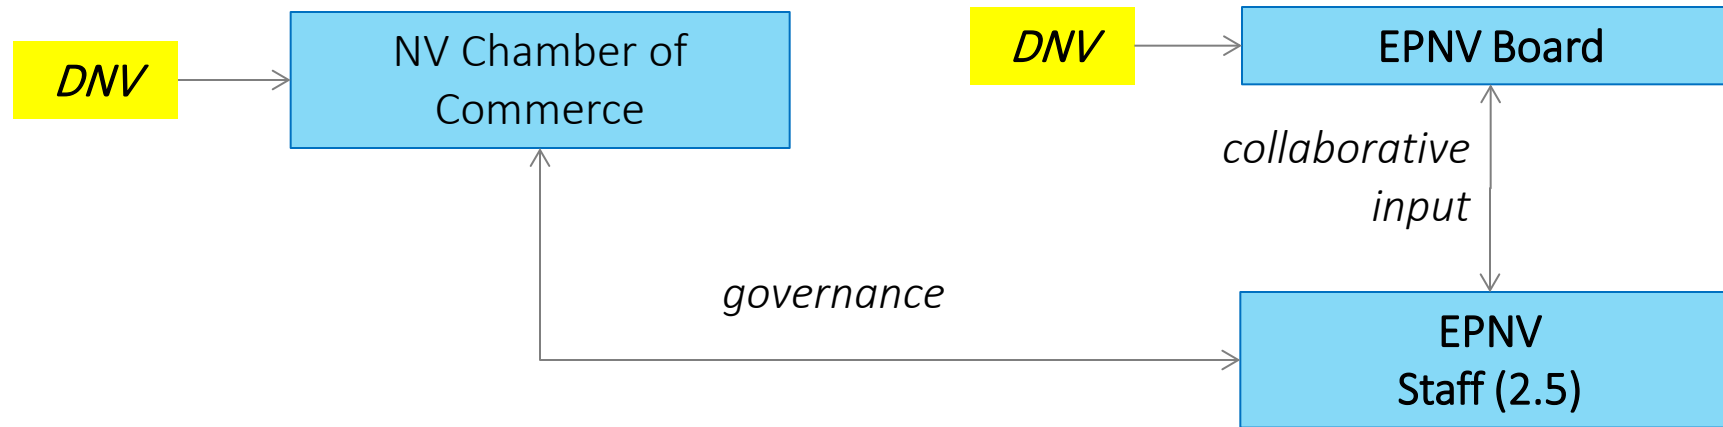 DNV
NV Chamber of
Commerce
DNV
EPNV Board
collaborative
input
governance
EPNV
Staff (2.5)